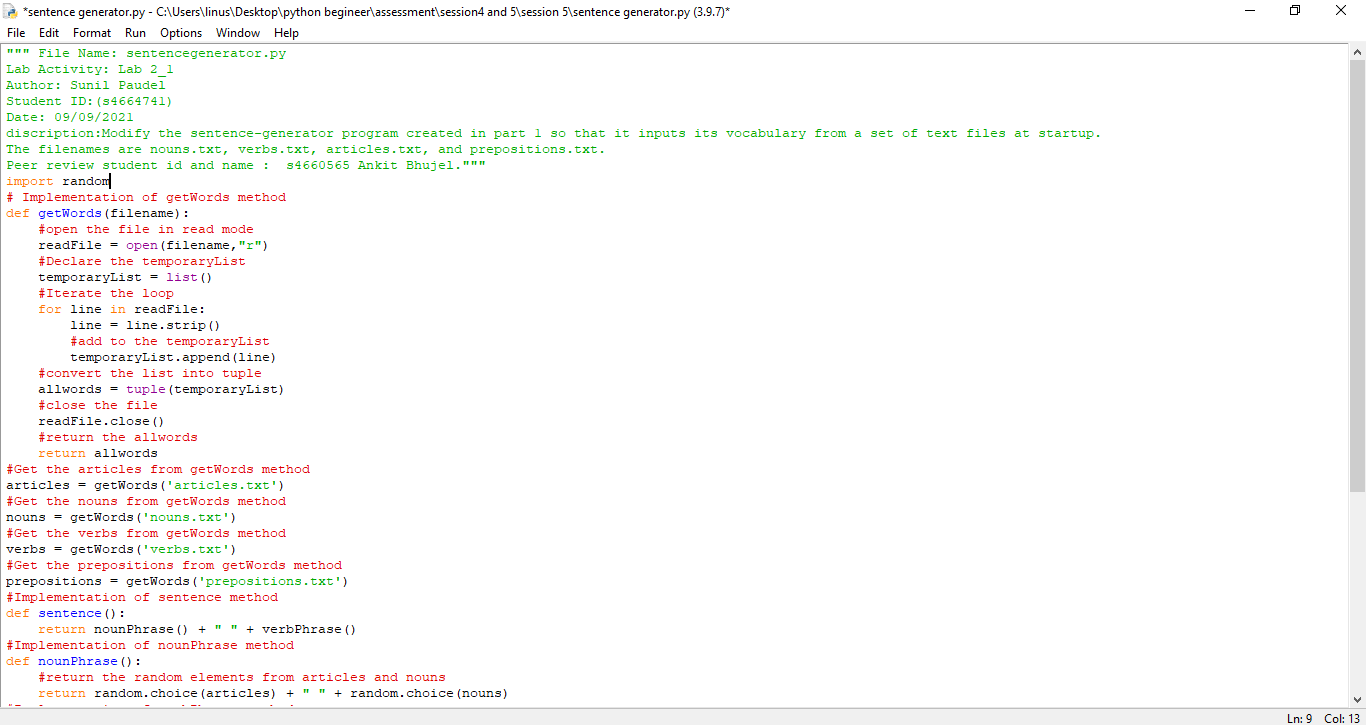 *sentence generator.py - C:\Users\linus\Desktop\python begineer\assessment\session4 and 5\session 5\sentence generator.py (3.9.7)*
File Edit Format Run Options Window Help
""" File Name: sentencegenerator.py
Lab Activity: Lab 2_1
Author: Sunil Paudel
Student ID:(s4664741)
Date: 09/09/2021
discription:Modify the sentence-generator program created in part 1 so that it inputs its vocabulary from a set of text files at startup.
The filenames are nouns.txt, verbs.txt, articles.txt, and prepositions.txt.
Peer review student id and name :  s4660565 Ankit Bhujel."""
import random
# Implementation of getWords method
def getWords(filename):
    #open the file in read mode
    readFile = open(filename,"r")
    #Declare the temporaryList
    temporaryList = list()
    #Iterate the loop
    for line in readFile:
        line = line.strip()
        #add to the temporaryList
        temporaryList.append(line)
    #convert the list into tuple
    allwords = tuple(temporaryList)
    #close the file
    readFile.close()
    #return the allwords
    return allwords
#Get the articles from getWords method
articles = getWords('articles.txt')
#Get the nouns from getWords method
nouns = getWords('nouns.txt')
#Get the verbs from getWords method
verbs = getWords('verbs.txt')
#Get the prepositions from getWords method
prepositions = getWords('prepositions.txt')
#Implementation of sentence method
def sentence():
    return nounPhrase() + " " + verbPhrase()
#Implementation of nounPhrase method
def nounPhrase():
    #return the random elements from articles and nouns
    return random.choice(articles) + " " + random.choice(nouns)
Ln: 9 Col: 13